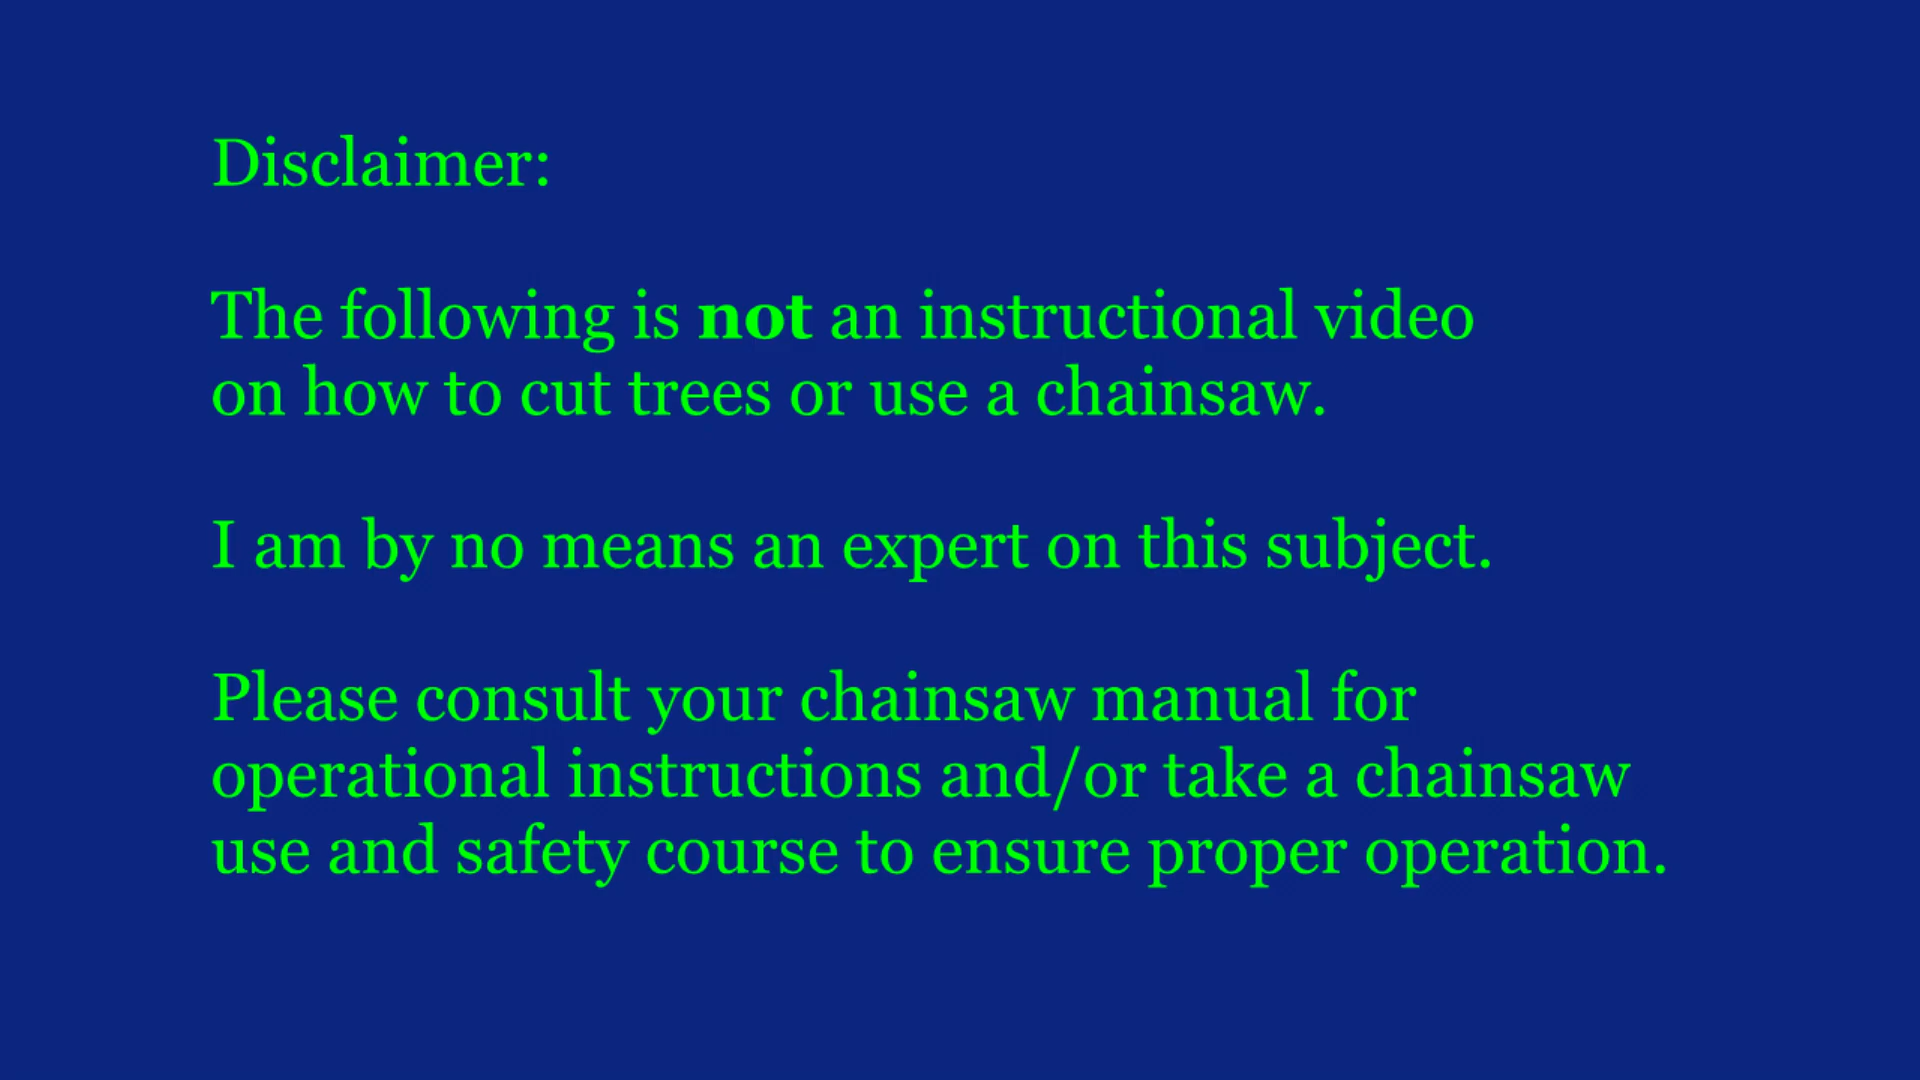 Disclaimer:
The following is not an instructional video
on how to cut trees or use a chainsaw.
I am by no means an expert on this subject.
Please consult your chainsaw manual for
operational instructions and/or take a chainsaw
use and safety course to ensure proper operation.